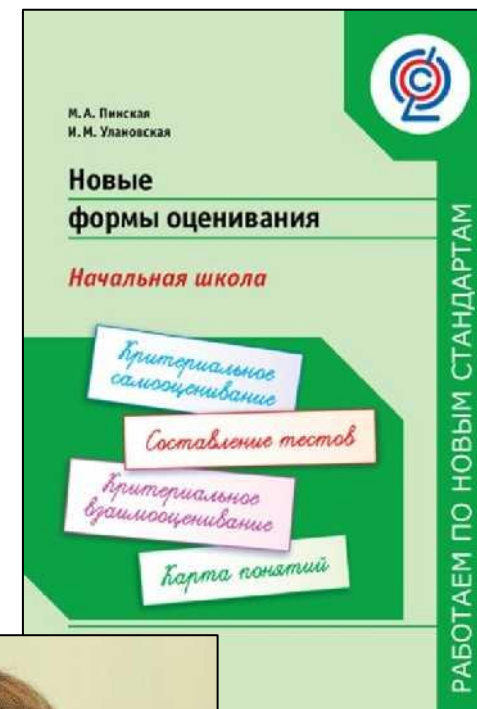 М.А. Пинская
И.М. Улановская
Новые
формы оценивания
Начальная школа
Критериальное
самооценивание
Составление тестов
Критериальное
взаимооценивание
Карта понятий
РАБОТАЕМ ПО НОВЫМ СТАНДАРТАМ